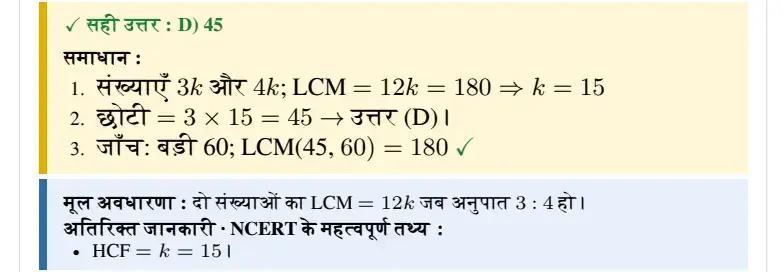 ✓ सही उत्तर : D) 45
समाधान :
1. संख्याएँ 3k और 4k; LCM = 12k = 180 ⇒ k = 15
2. छोटी = 3 × 15 = 45 → उत्तर (D)।
3. जाँच: बड़ी 60; LCM(45, 60) = 180 ✓
मूल अवधारणा : दो संख्याओं का LCM = 12k जब अनुपात 3 : 4 हो।
अतिरिक्त जानकारी · NCERT के महत्वपूर्ण तथ्य :
• HCF = k = 15।